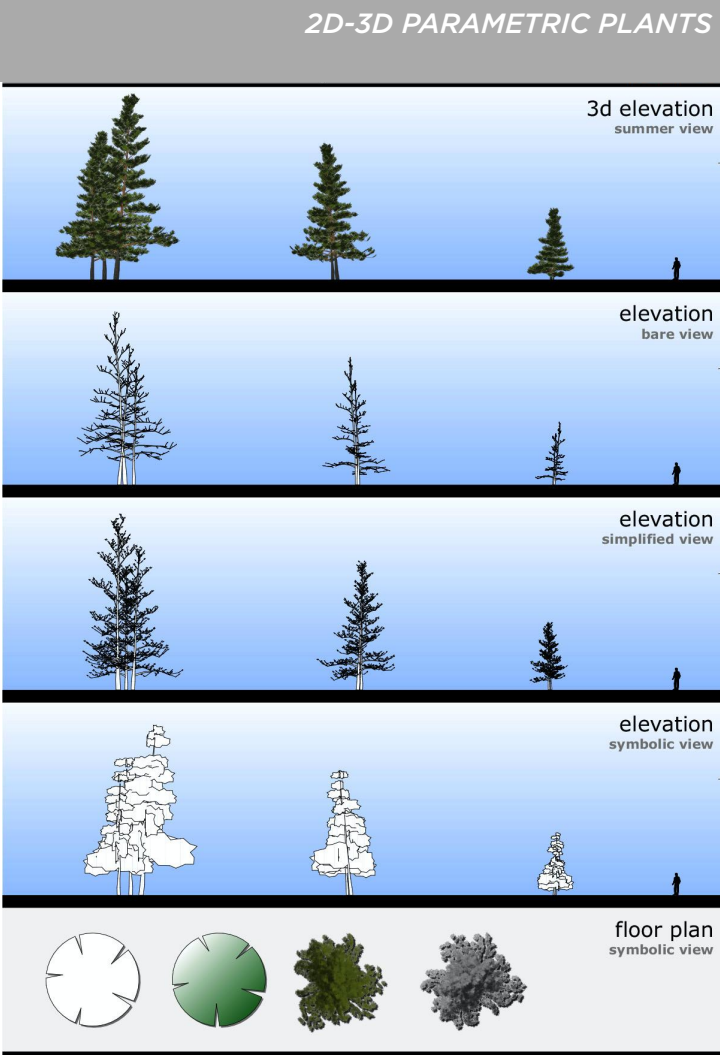 2D-3D PARAMETRIC PLANTS
3d elevation
summer view
elevation
bare view
elevation
simplified view
elevation
symbolic view
floor plan
symbolic view